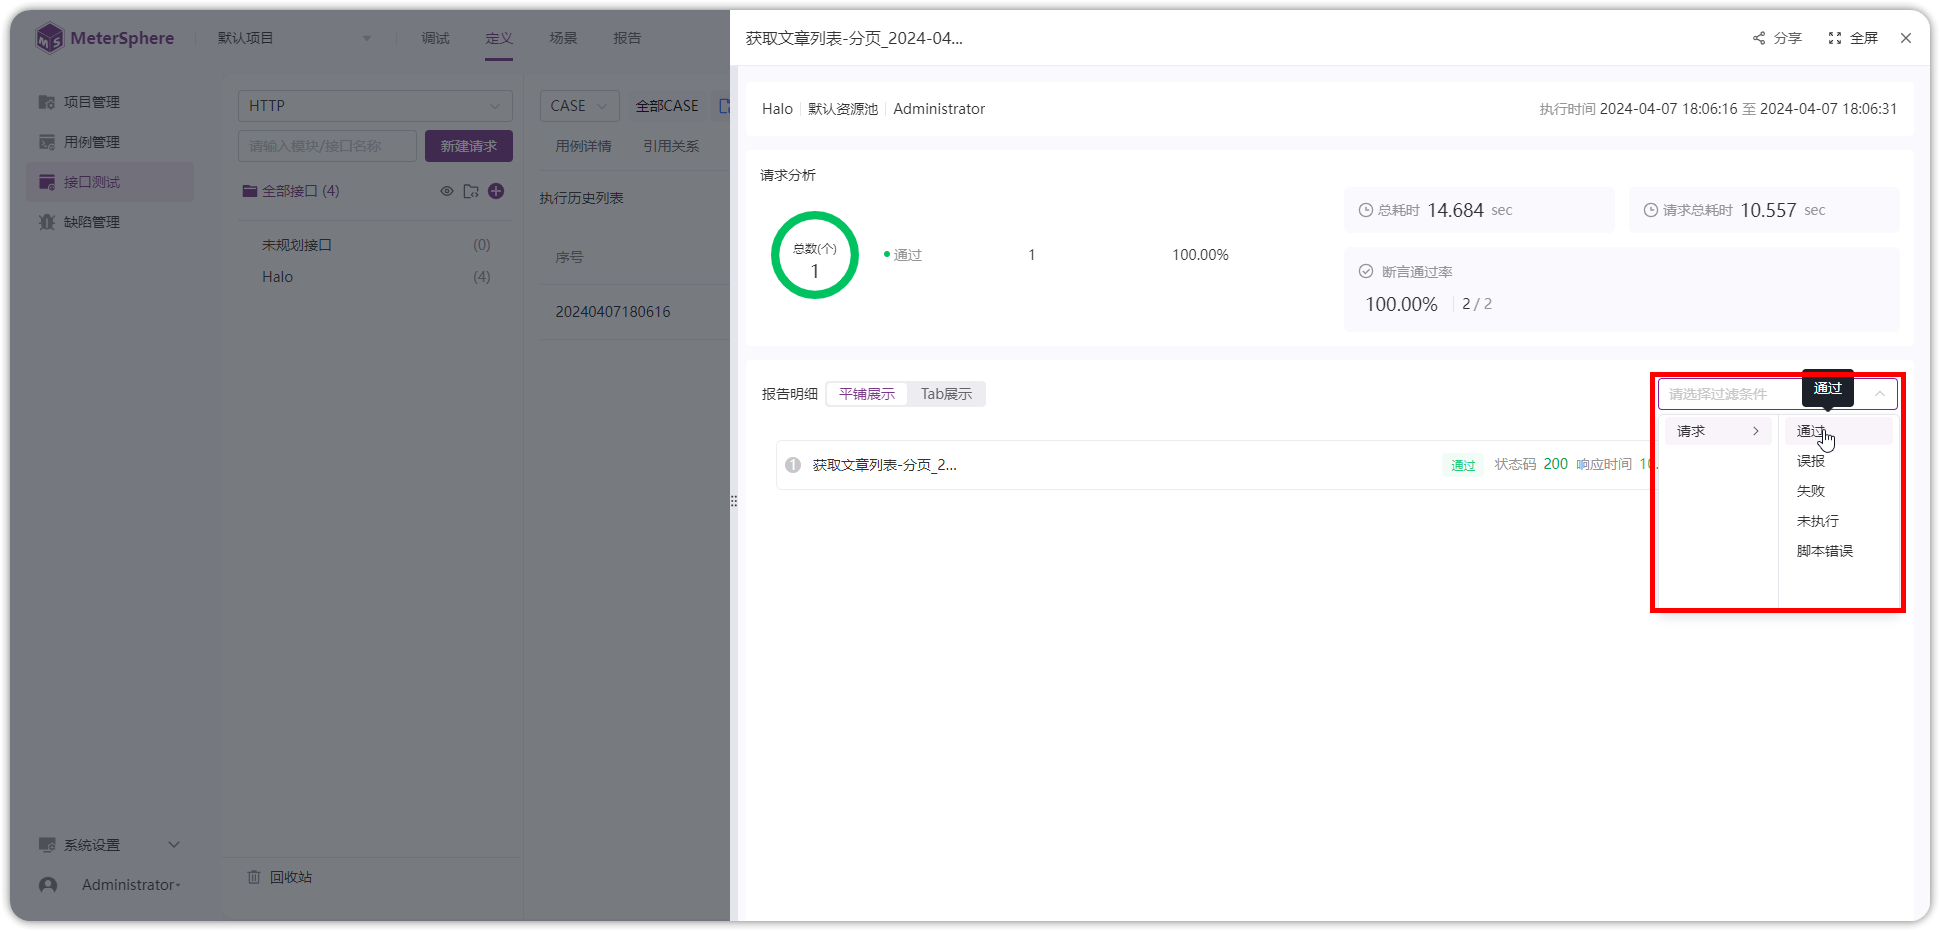 MeterSphere
默认项目
调试
定义
场景
报告
项目管理
用例管理
接口测试
缺陷管理
系统设置
Administrator
HTTP
请输入模块/接口名称
新建请求
全部接口 (4)
未规划接口 (0)
Halo (4)
回收站
CASE
全部CASE
用例详情
引用关系
执行历史列表
序号
20240407180616
获取文章列表-分页_2024-04...
分享
全屏
Halo 默认资源池 Administrator
执行时间 2024-04-07 18:06:16 至 2024-04-07 18:06:31
请求分析
总数(个)
1
通过 1 100.00%
总耗时 14.684 sec
请求总耗时 10.557 sec
断言通过率
100.00% 2 / 2
报告明细 平铺展示 Tab展示
请选择过滤条件
通过
1 获取文章列表-分页_2... 通过 状态码 200 响应时间 10.
请求
通过
误报
失败
未执行
脚本错误